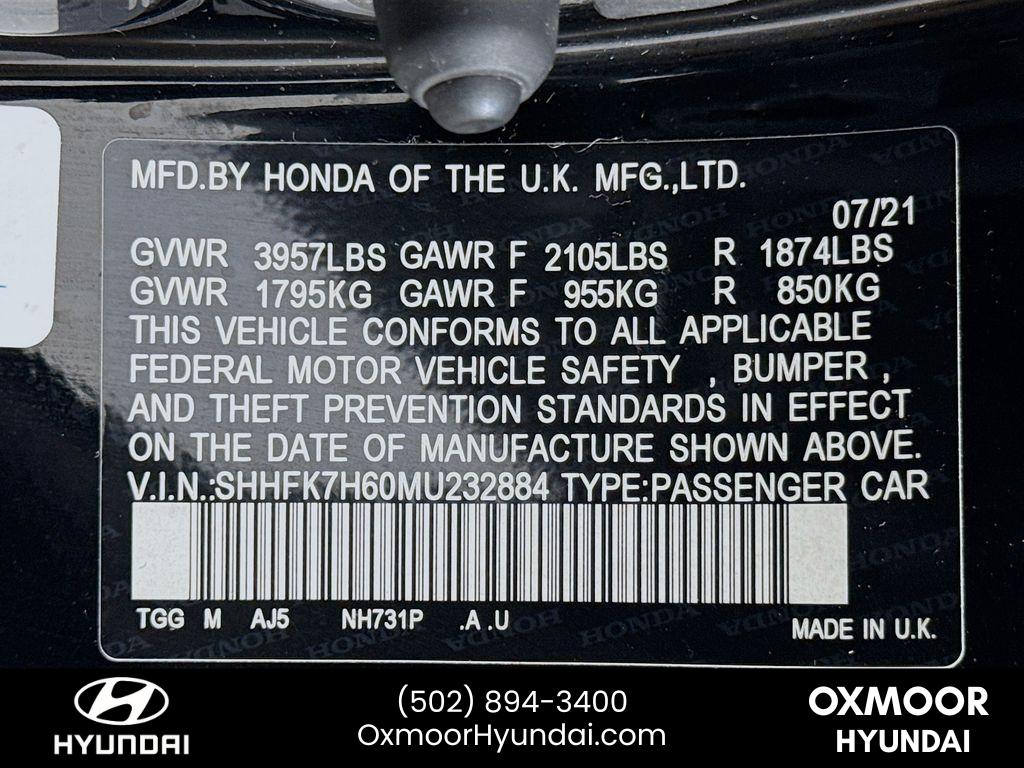 MFD.BY HONDA OF THE U.K. MFG.,LTD.
07/21
GVWR 3957LBS GAWR F 2105LBS R 1874LBS
GVWR 1795KG GAWR F 955KG R 850KG
THIS VEHICLE CONFORMS TO ALL APPLICABLE
FEDERAL MOTOR VEHICLE SAFETY , BUMPER ,
AND THEFT PREVENTION STANDARDS IN EFFECT
ON THE DATE OF MANUFACTURE SHOWN ABOVE.
V.I.N.:SHHFK7H60MU232884 TYPE:PASSENGER CAR
TGG M AJ5 NH731P .A .U
MADE IN U.K.
HYUNDAI
(502) 894-3400
OxmoorHyundai.com
OXMOOR
HYUNDAI